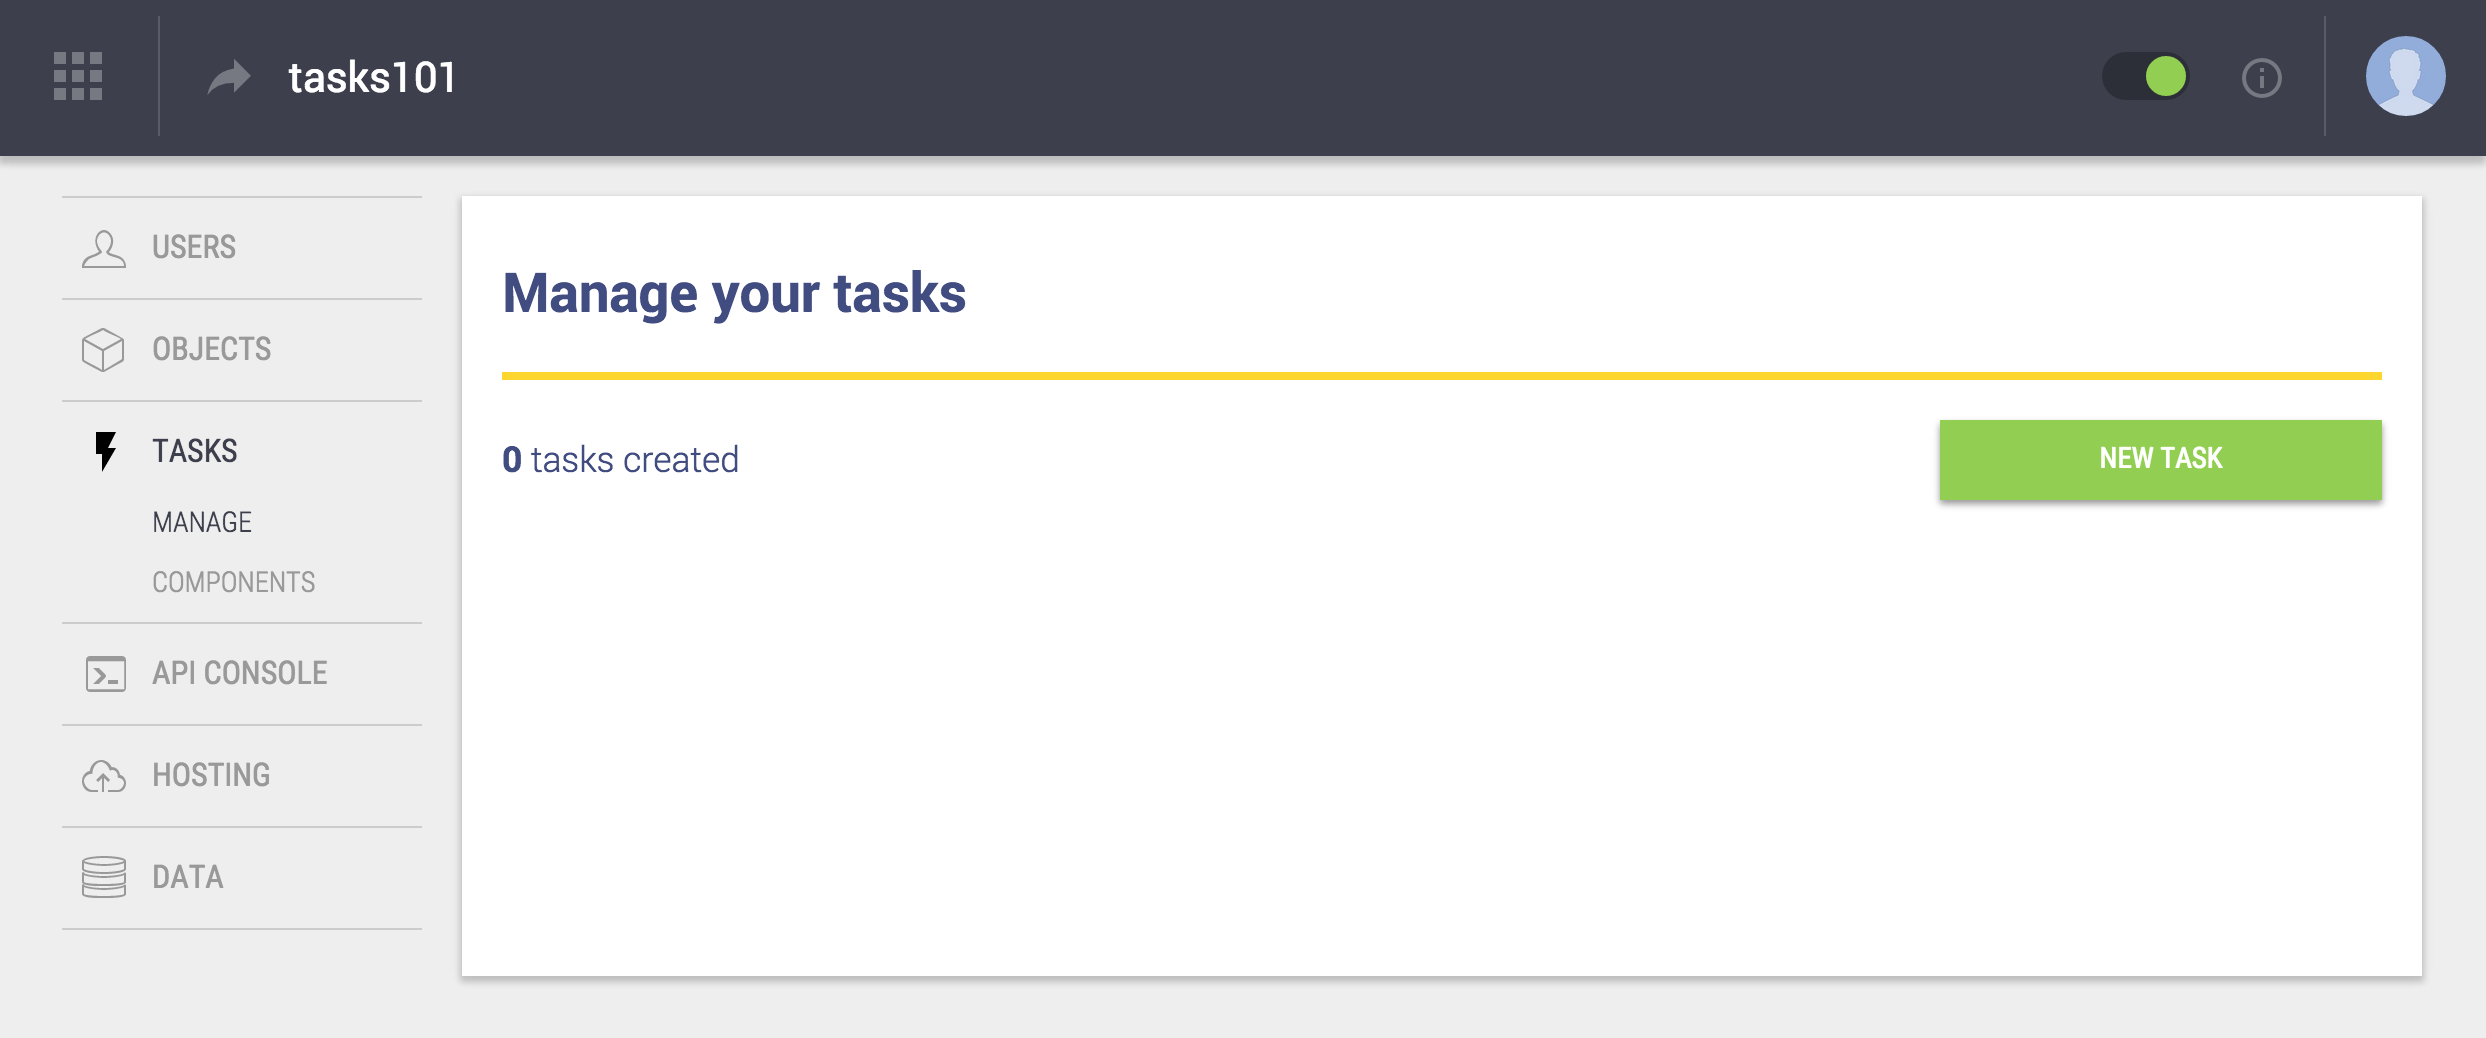 tasks101
USERS
OBJECTS
TASKS
MANAGE
COMPONENTS
API CONSOLE
HOSTING
DATA
Manage your tasks
0 tasks created
NEW TASK